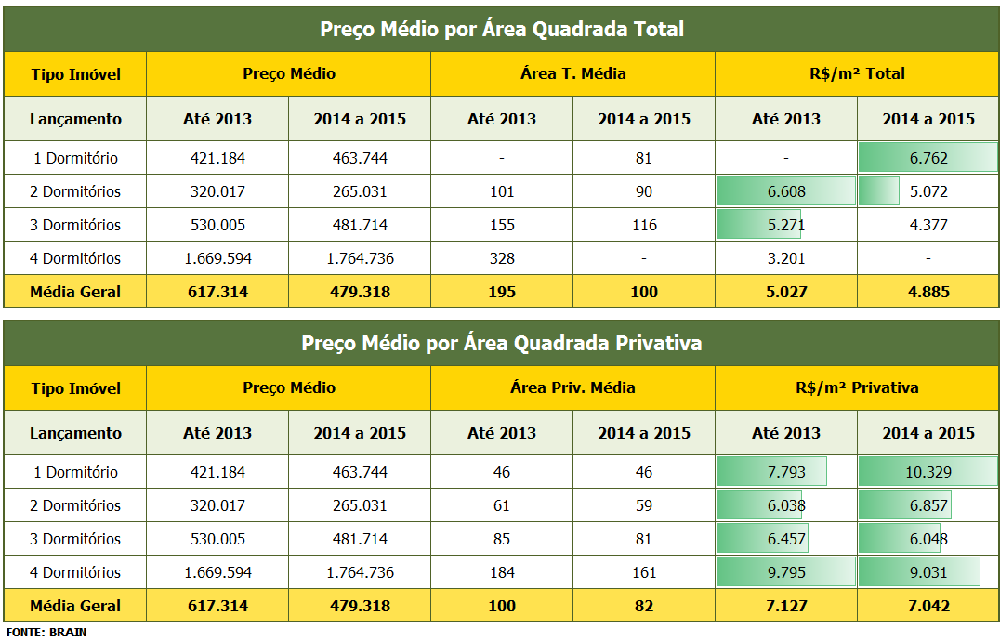 Preço Médio por Área Quadrada Total
Tipo Imóvel Preço Médio Área T. Média R$/m² Total
Lançamento Até 2013 2014 a 2015 Até 2013 2014 a 2015 Até 2013 2014 a 2015
1 Dormitório 421.184 463.744 - 81 - 6.762
2 Dormitórios 320.017 265.031 101 90 6.608 5.072
3 Dormitórios 530.005 481.714 155 116 5.271 4.377
4 Dormitórios 1.669.594 1.764.736 328 - 3.201 -
Média Geral 617.314 479.318 195 100 5.027 4.885
Preço Médio por Área Quadrada Privativa
Tipo Imóvel Preço Médio Área Priv. Média R$/m² Privativa
Lançamento Até 2013 2014 a 2015 Até 2013 2014 a 2015 Até 2013 2014 a 2015
1 Dormitório 421.184 463.744 46 46 7.793 10.329
2 Dormitórios 320.017 265.031 61 59 6.038 6.857
3 Dormitórios 530.005 481.714 85 81 6.457 6.048
4 Dormitórios 1.669.594 1.764.736 184 161 9.795 9.031
Média Geral 617.314 479.318 100 82 7.127 7.042
FONTE: BRAIN